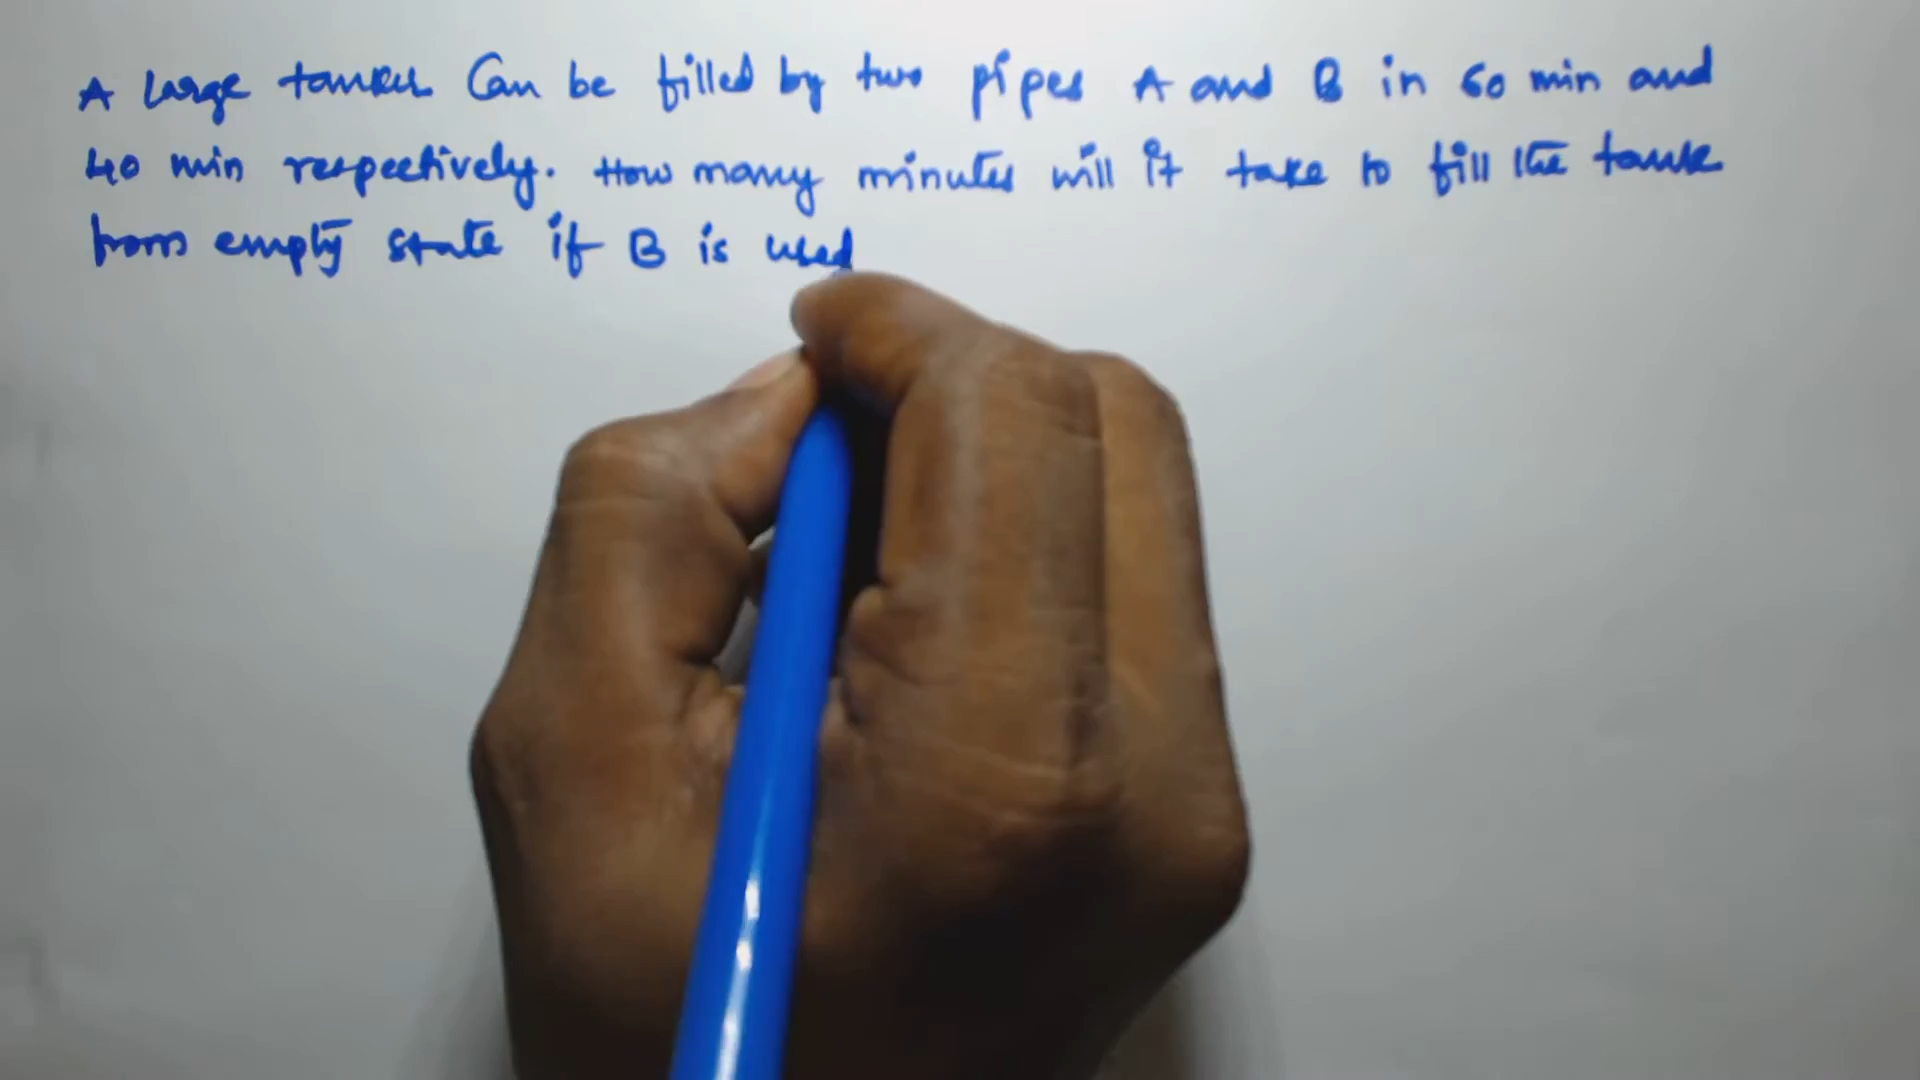 A large tanker Can be filled by two pipes A and B in 60 min and
40 min respectively. How many minutes will it take to fill the tank
from empty state if B is used